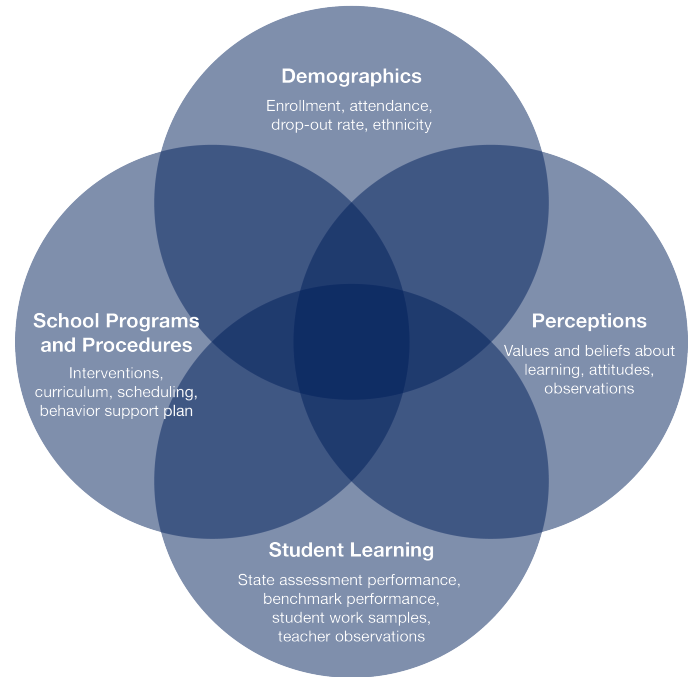 Demographics
Enrollment, attendance,
drop-out rate, ethnicity
School Programs
and Procedures
Interventions,
curriculum, scheduling,
behavior support plan
Perceptions
Values and beliefs about
learning, attitudes,
observations
Student Learning
State assessment performance,
benchmark performance,
student work samples,
teacher observations